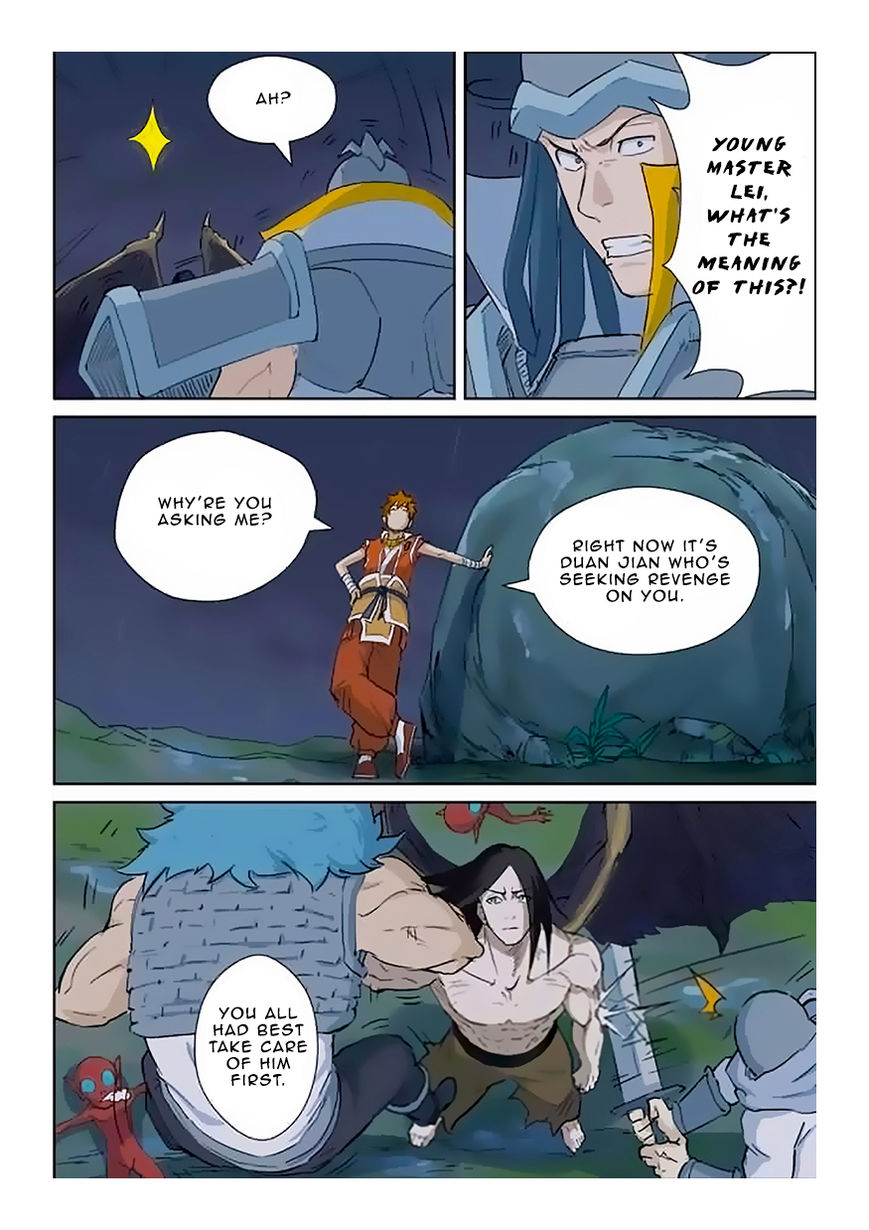 AH?
YOUNG
MASTER
LEI,
WHAT'S
THE
MEANING
OF THIS?!
WHY'RE YOU
ASKING ME?
RIGHT NOW IT'S
DUAN JIAN WHO'S
SEEKING REVENGE
ON YOU.
YOU ALL
HAD BEST
TAKE CARE
OF HIM
FIRST.